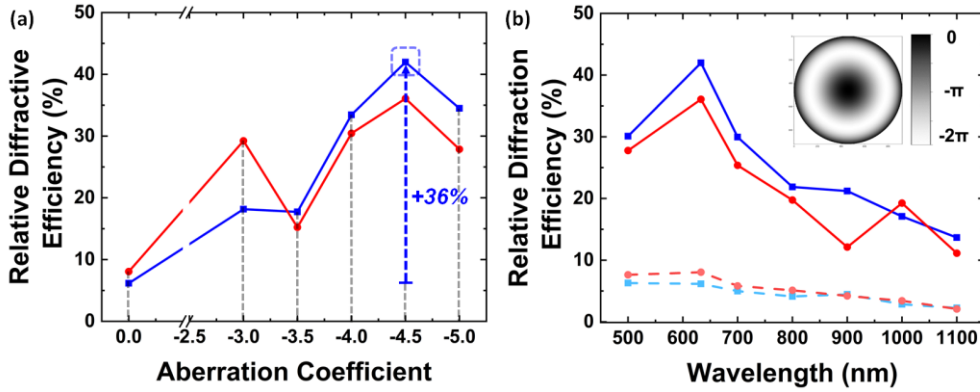 (a)
Relative Diffractive
Efficiency (%)
50
40
30
20
10
0
+36%
0.0 -2.5 -3.0 -3.5 -4.0 -4.5 -5.0
Aberration Coefficient
(b)
Relative Diffraction
Efficiency (%)
50
40
30
20
10
0
0
-π
-2π
500 600 700 800 900 1000 1100
Wavelength (nm)